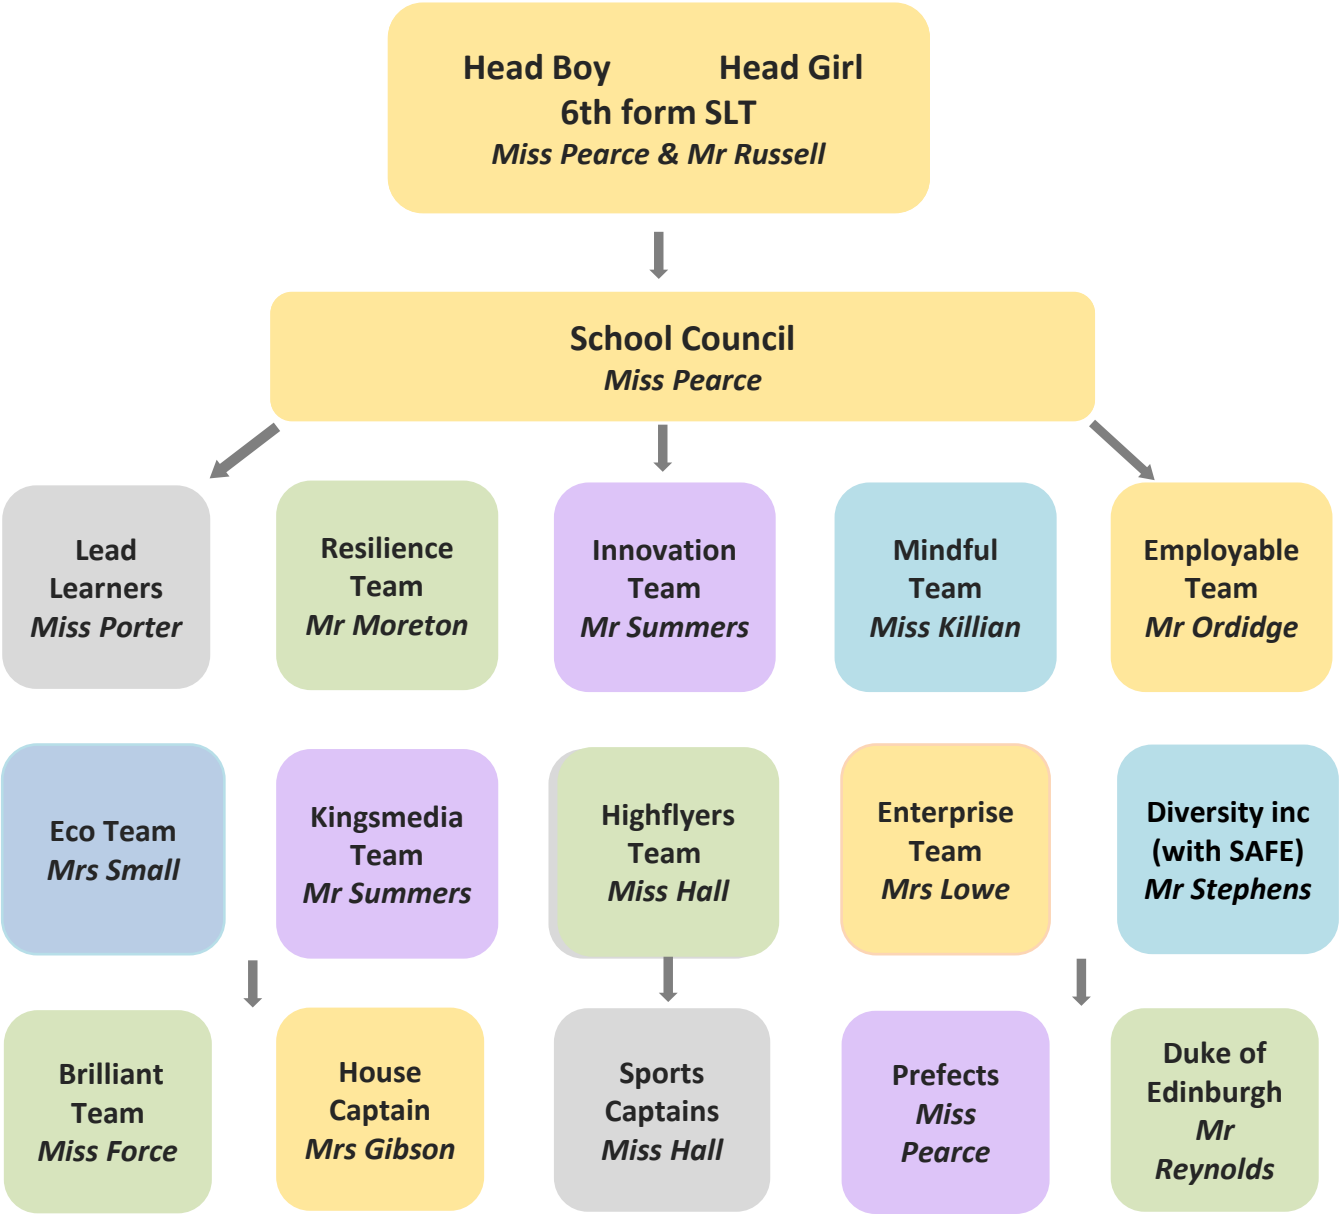 Head Boy Head Girl
6th form SLT
Miss Pearce & Mr Russell
School Council
Miss Pearce
Lead
Learners
Miss Porter
Resilience
Team
Mr Moreton
Innovation
Team
Mr Summers
Mindful
Team
Miss Killian
Employable
Team
Mr Ordidge
Eco Team
Mrs Small
Kingsmedia
Team
Mr Summers
Highflyers
Team
Miss Hall
Enterprise
Team
Mrs Lowe
Diversity inc
(with SAFE)
Mr Stephens
Brilliant
Team
Miss Force
House
Captain
Mrs Gibson
Sports
Captains
Miss Hall
Prefects
Miss
Pearce
Duke of
Edinburgh
Mr
Reynolds